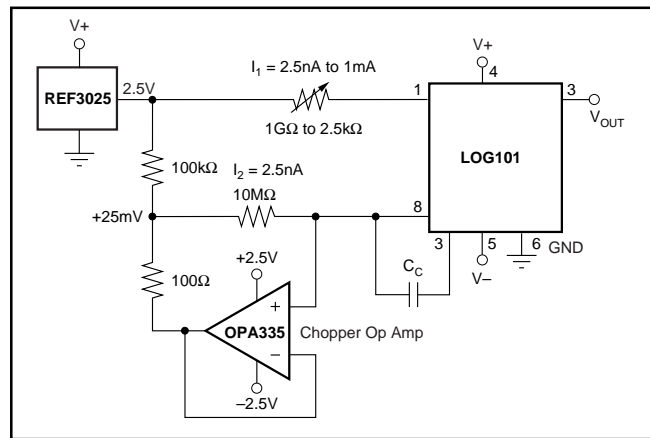 V+
V+
I1 = 2.5nA to 1mA
REF3025
2.5V
1
4
3
VOUT
1GΩ to 2.5kΩ
LOG101
100kΩ
I2 = 2.5nA
10MΩ
+25mV
8
3
5
6
GND
CC
V–
100Ω
+2.5V
+
OPA335
Chopper Op Amp
–
–2.5V